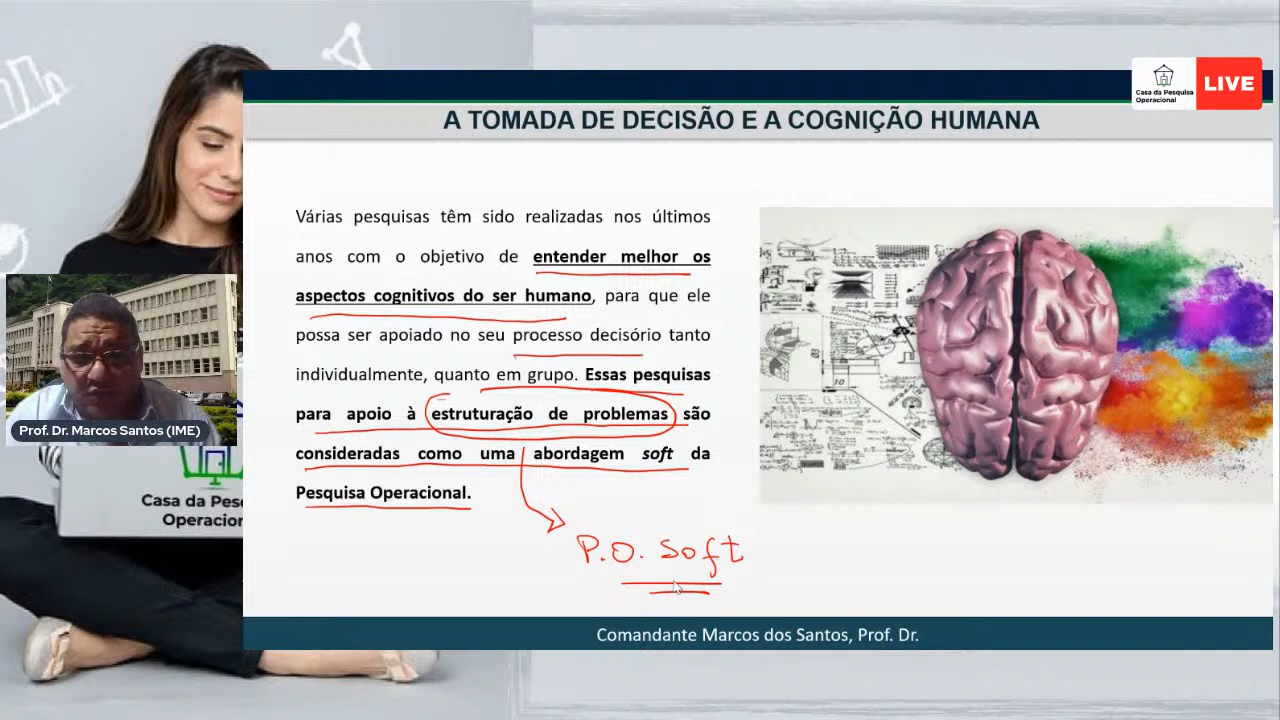 Casa da Pesquisa
Operacional
LIVE
A TOMADA DE DECISÃO E A COGNIÇÃO HUMANA
Várias pesquisas têm sido realizadas nos últimos
anos com o objetivo de entender melhor os
aspectos cognitivos do ser humano, para que ele
possa ser apoiado no seu processo decisório tanto
individualmente, quanto em grupo. Essas pesquisas
para apoio à estruturação de problemas são
consideradas como uma abordagem soft da
Pesquisa Operacional.
P.O. Soft
Prof. Dr. Marcos Santos (IME)
Casa da Pes
Operacion
Comandante Marcos dos Santos, Prof. Dr.